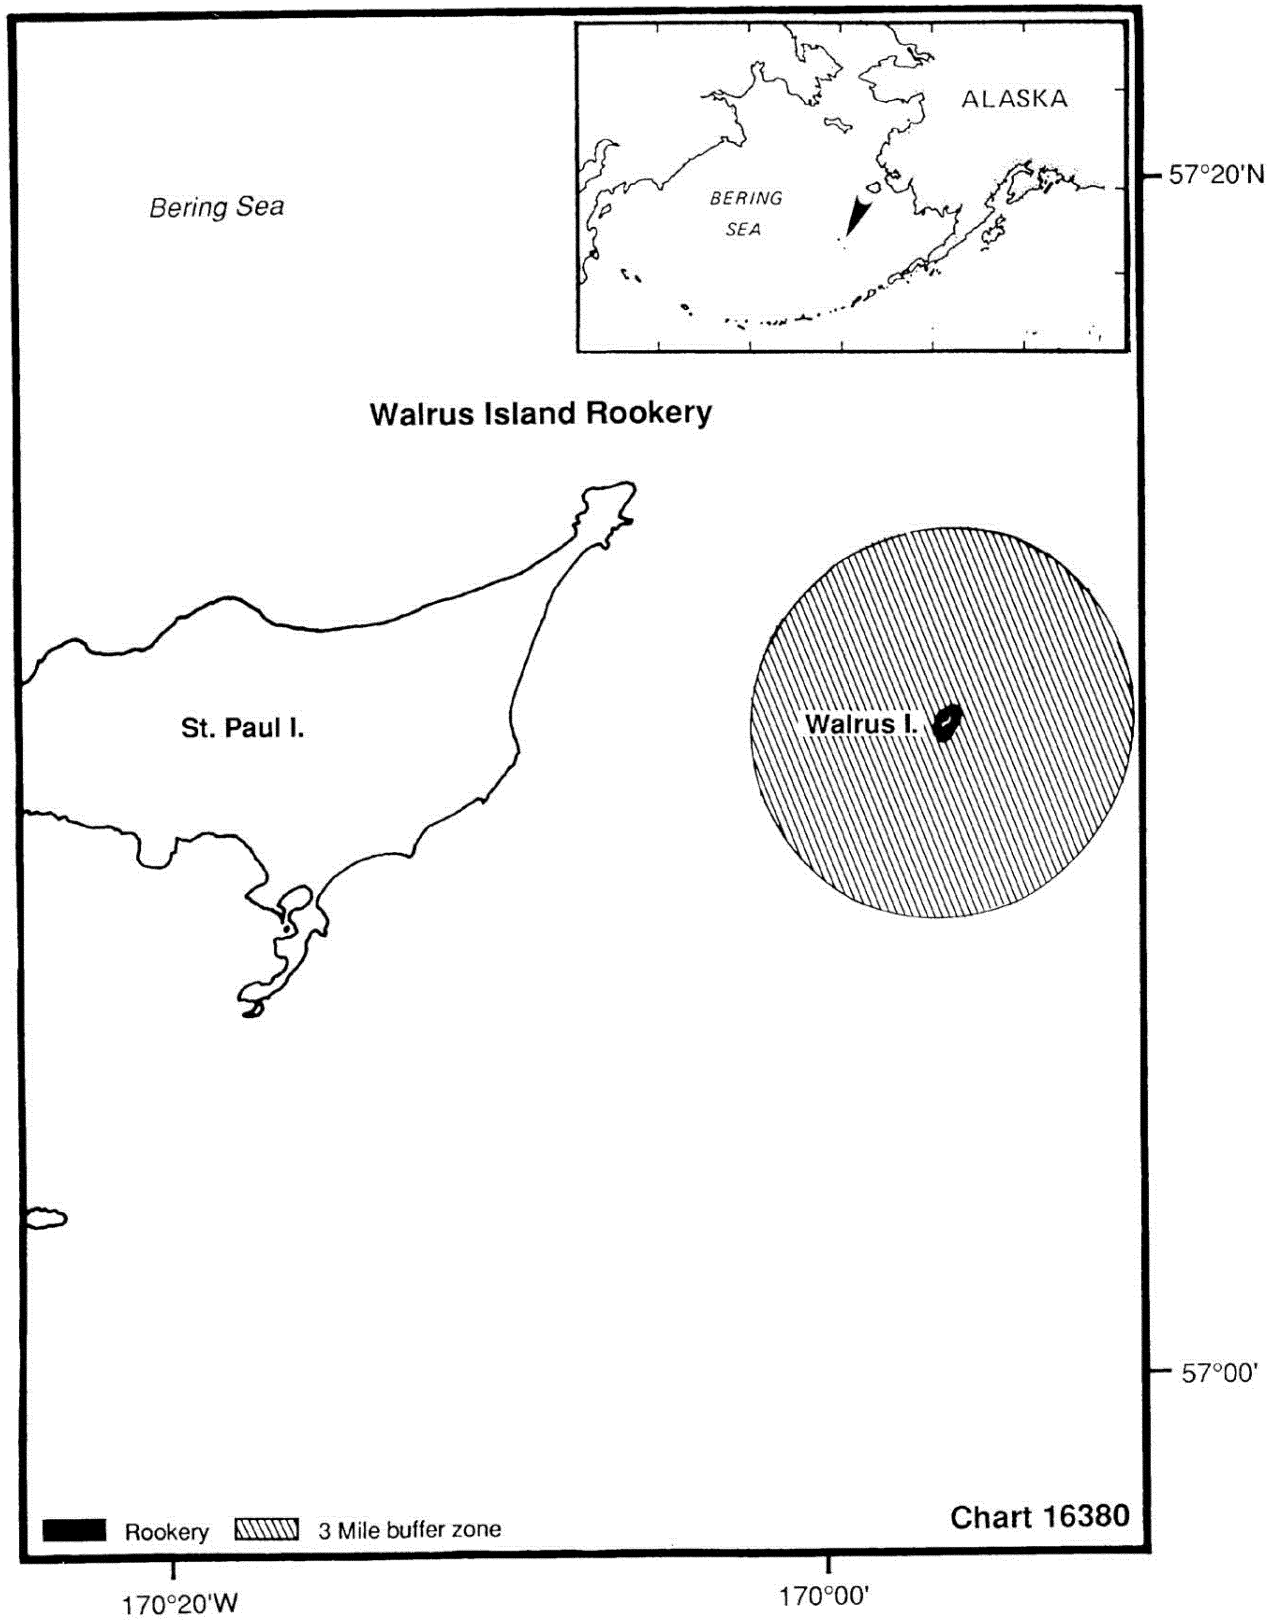 ALASKA
57°20'N
Bering Sea
BERING
SEA
Walrus Island Rookery
St. Paul I.
Walrus I.
57°00'
Chart 16380
Rookery
3 Mile buffer zone
170°20'W
170°00'